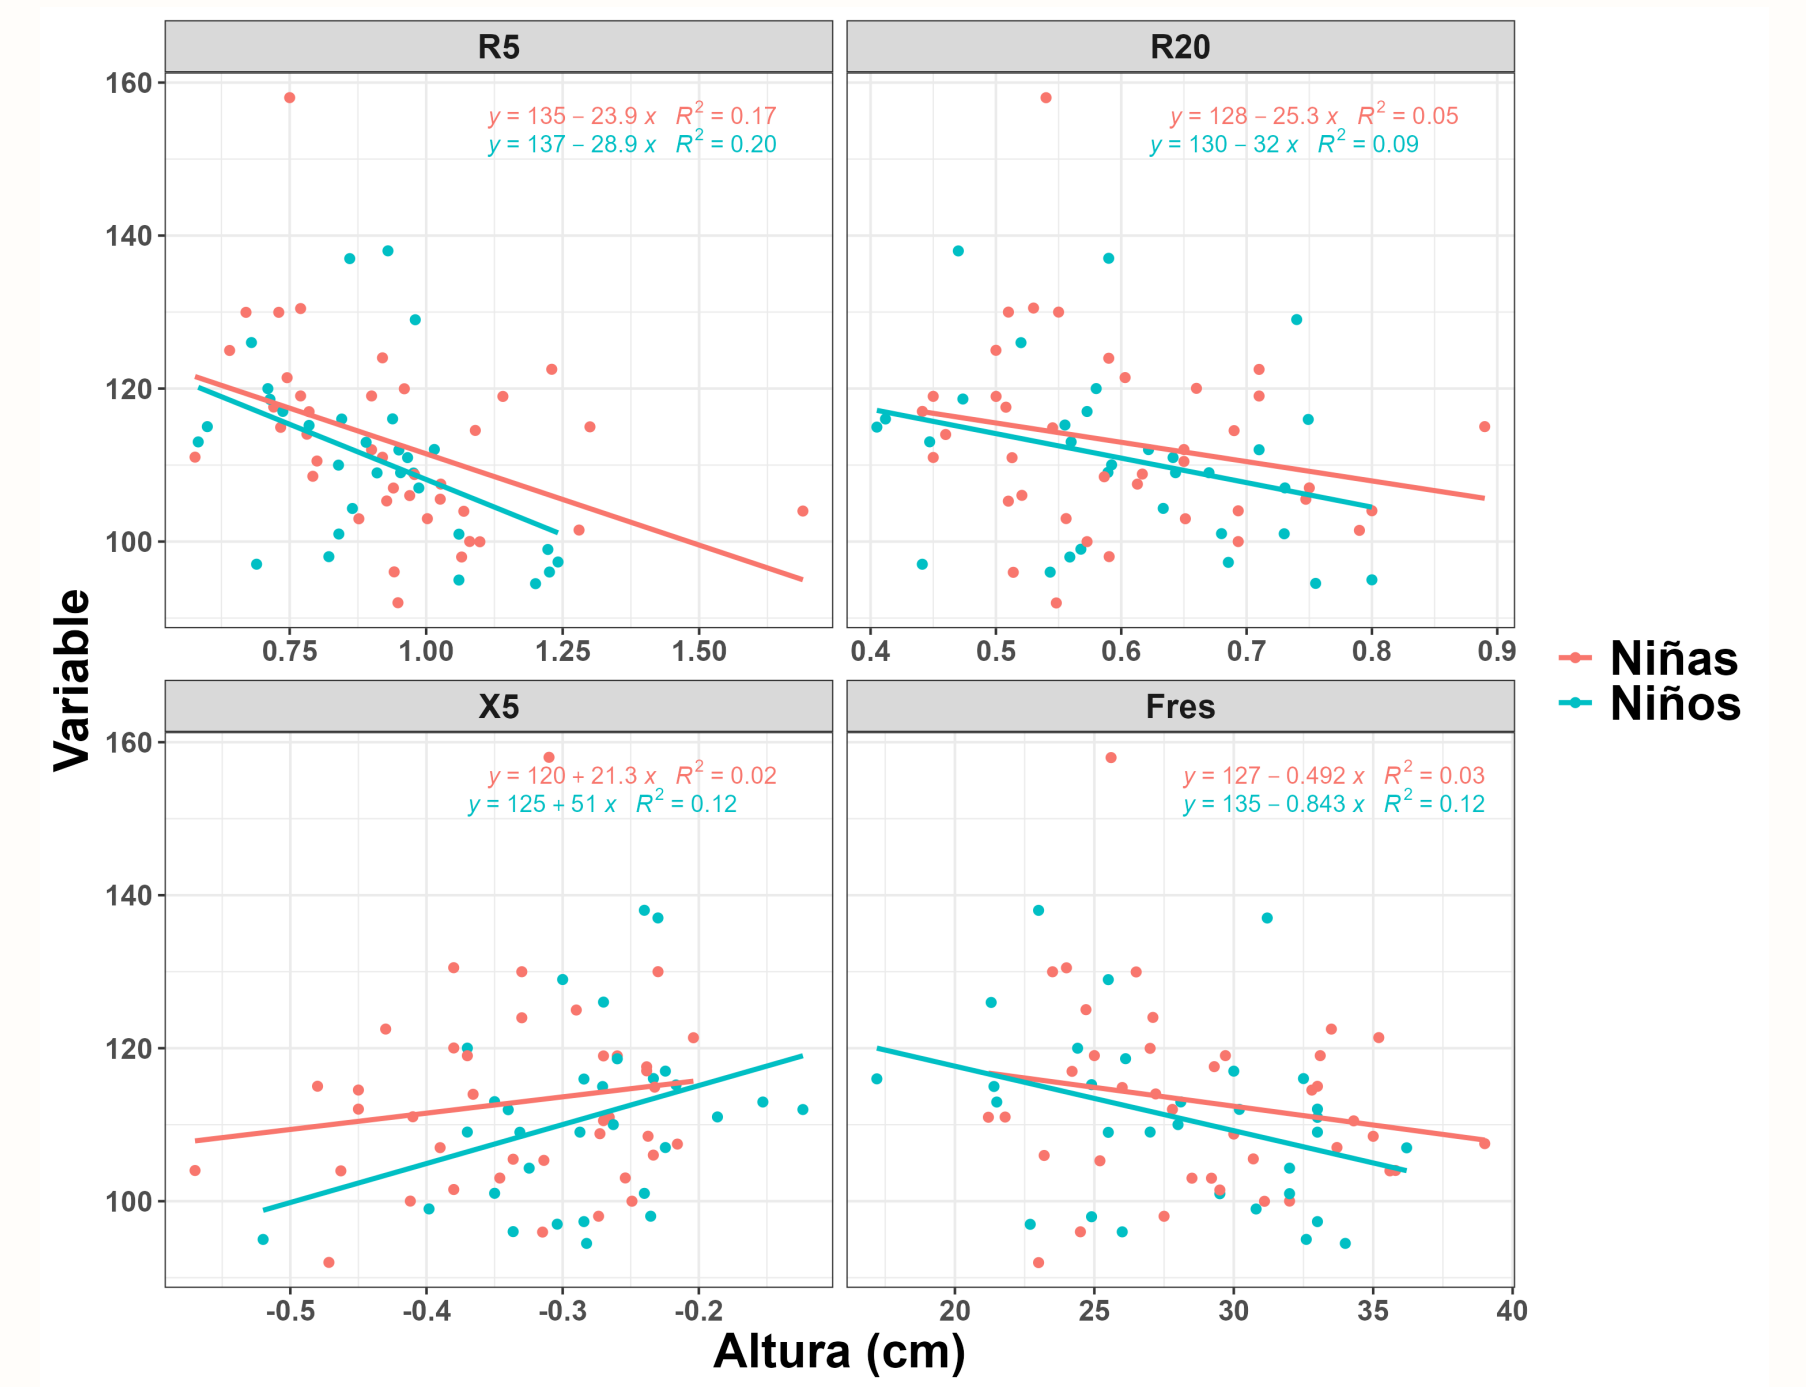 R5
R20
160
140
120
100
y = 135 − 23.9 x R² = 0.17
y = 137 − 28.9 x R² = 0.20
y = 128 − 25.3 x R² = 0.05
y = 130 − 32 x R² = 0.09
0.75 1.00 1.25 1.50
0.4 0.5 0.6 0.7 0.8 0.9
Variable
Niñas
Niños
X5
Fres
160
140
120
100
y = 120 + 21.3 x R² = 0.02
y = 125 + 51 x R² = 0.12
y = 127 − 0.492 x R² = 0.03
y = 135 − 0.843 x R² = 0.12
-0.5 -0.4 -0.3 -0.2
20 25 30 35 40
Altura (cm)